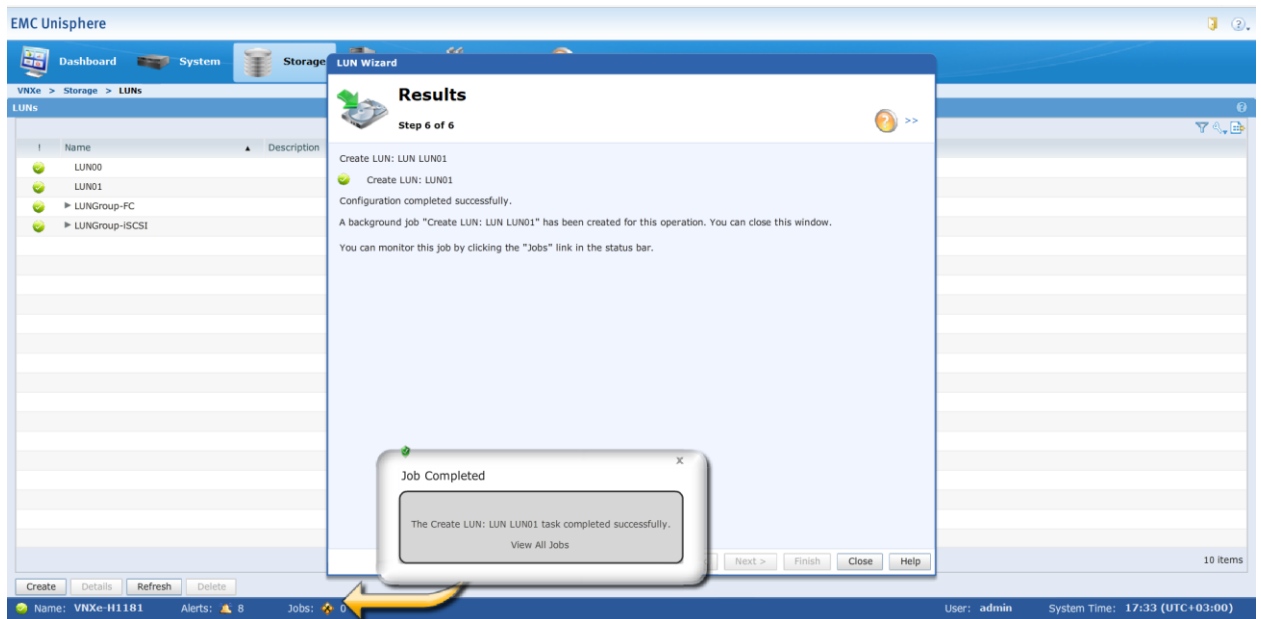 EMC Unisphere
Dashboard System Storage
VNXe > Storage > LUNs
LUNs
! Name Description
LUN00
LUN01
LUNGroup-FC
LUNGroup-iSCSI
LUN Wizard
Results
Step 6 of 6
>>
Create LUN: LUN LUN01
Create LUN: LUN01
Configuration completed successfully.
A background job "Create LUN: LUN LUN01" has been created for this operation. You can close this window.
You can monitor this job by clicking the "Jobs" link in the status bar.
Job Completed
x
The Create LUN: LUN LUN01 task completed successfully.
View All Jobs
Next > Finish Close Help
10 items
Create Details Refresh Delete
Name: VNXe-H1181 Alerts: 8 Jobs: 0 User: admin System Time: 17:33 (UTC+03:00)